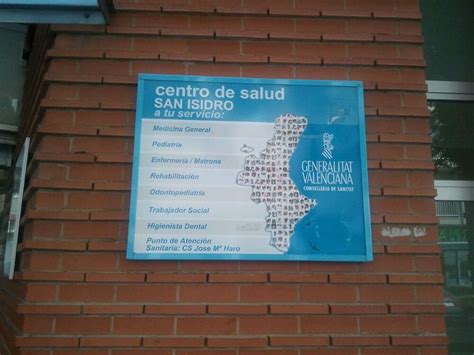 centro de salud
SAN ISIDRO
a tu servicio:
Medicina General
Pediatría
Enfermería / Matrona
Rehabilitación
Odontopediatría
Trabajador Social
Higienista Dental
Punto de Atención
Sanitaria: CS Jose Mª Haro
GENERALITAT
VALENCIANA
CONSELLERIA DE SANITAT